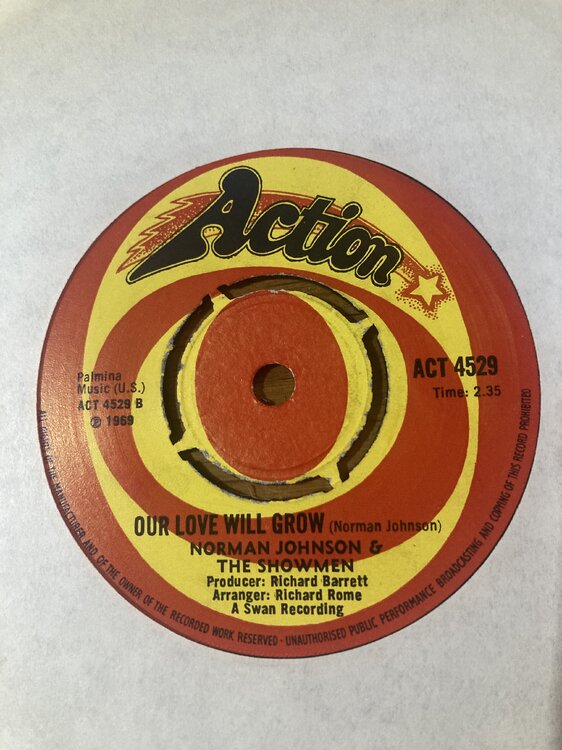 Action
Palmina
Music (U.S.)
ACT 4529 B
℗ 1969
ACT 4529
Time: 2.35
OUR LOVE WILL GROW (Norman Johnson)
NORMAN JOHNSON &
THE SHOWMEN
Producer: Richard Barrett
Arranger: Richard Rome
A Swan Recording
MANUFACTURER AND OF THE OWNER OF THE RECORDED WORK RESERVED · UNAUTHORISED PUBLIC PERFORMANCE BROADCASTING AND COPYING OF THIS RECORD PROHIBITED